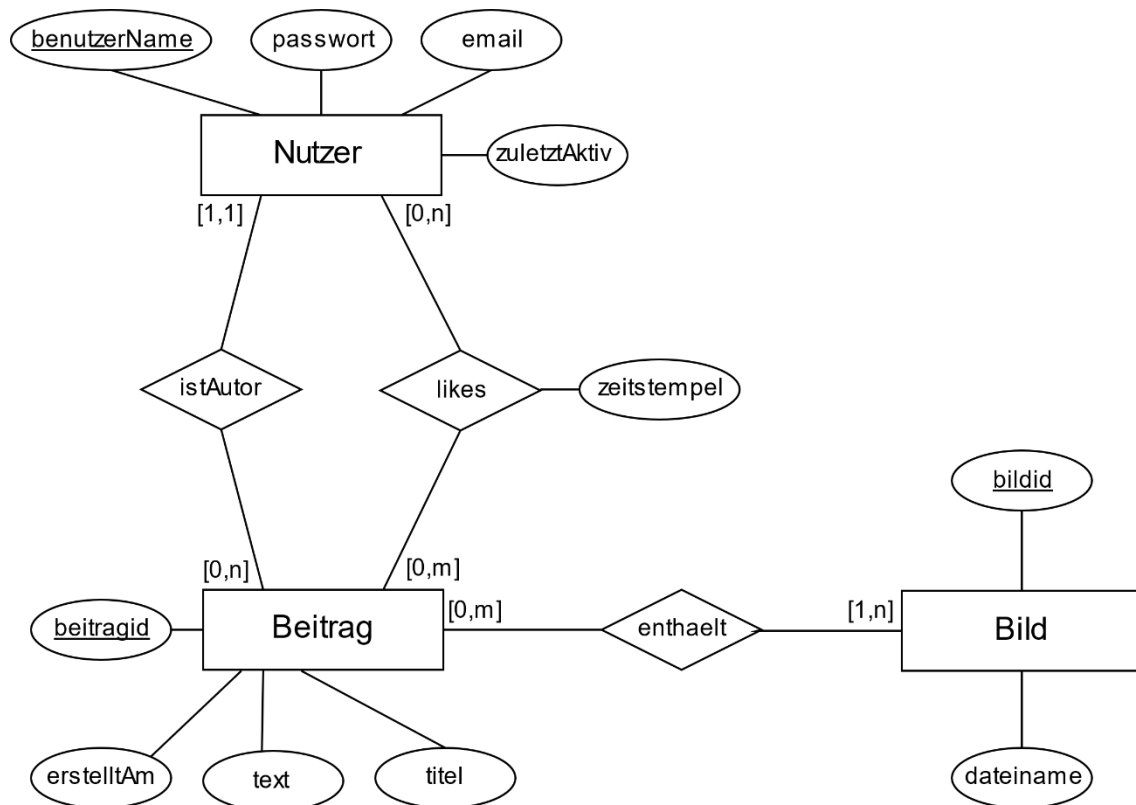 benutzerName
passwort
email
Nutzer
zuletztAktiv
[1,1]
[0,n]
istAutor
likes
zeitstempel
bildid
[0,n]
[0,m]
beitragid
Beitrag
[0,m]
enthaelt
[1,n]
Bild
erstelltAm
text
titel
dateiname